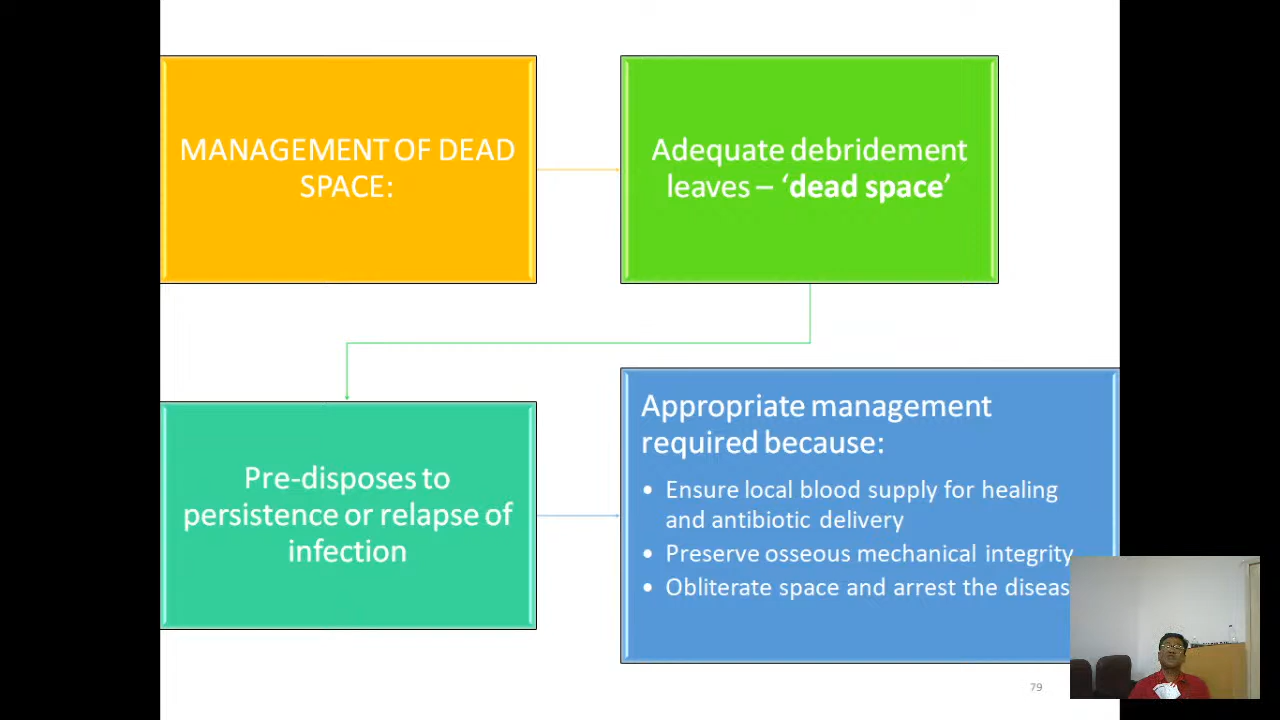 MANAGEMENT OF DEAD
SPACE:
Adequate debridement
leaves – ‘dead space’
Pre-disposes to
persistence or relapse of
infection
Appropriate management
required because:
• Ensure local blood supply for healing
and antibiotic delivery
• Preserve osseous mechanical integrity
• Obliterate space and arrest the diseas
79